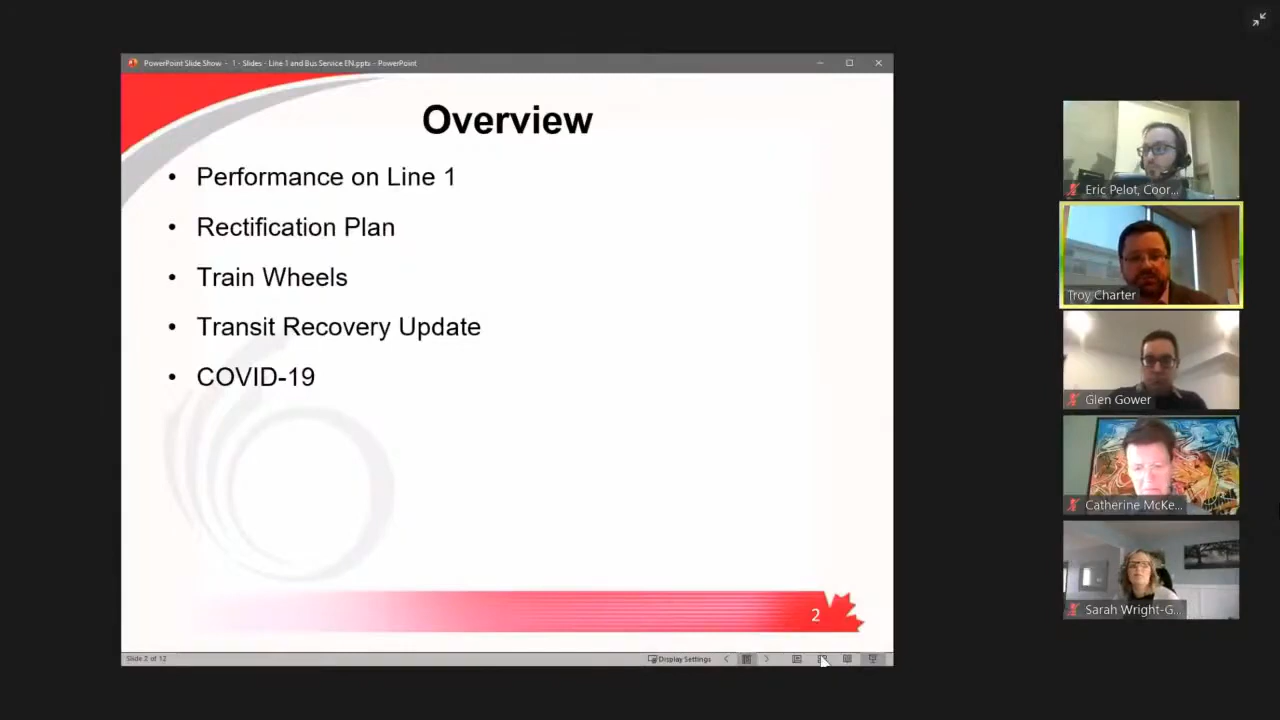 PowerPoint Slide Show - 1 - Slides - Line 1 and Bus Service EN.pptx - PowerPoint
Overview
• Performance on Line 1
• Rectification Plan
• Train Wheels
• Transit Recovery Update
• COVID-19
2
Slide 2 of 12
Display Settings
Eric Pelot, Coor...
Troy Charter
Glen Gower
Catherine McKe...
Sarah Wright-G...